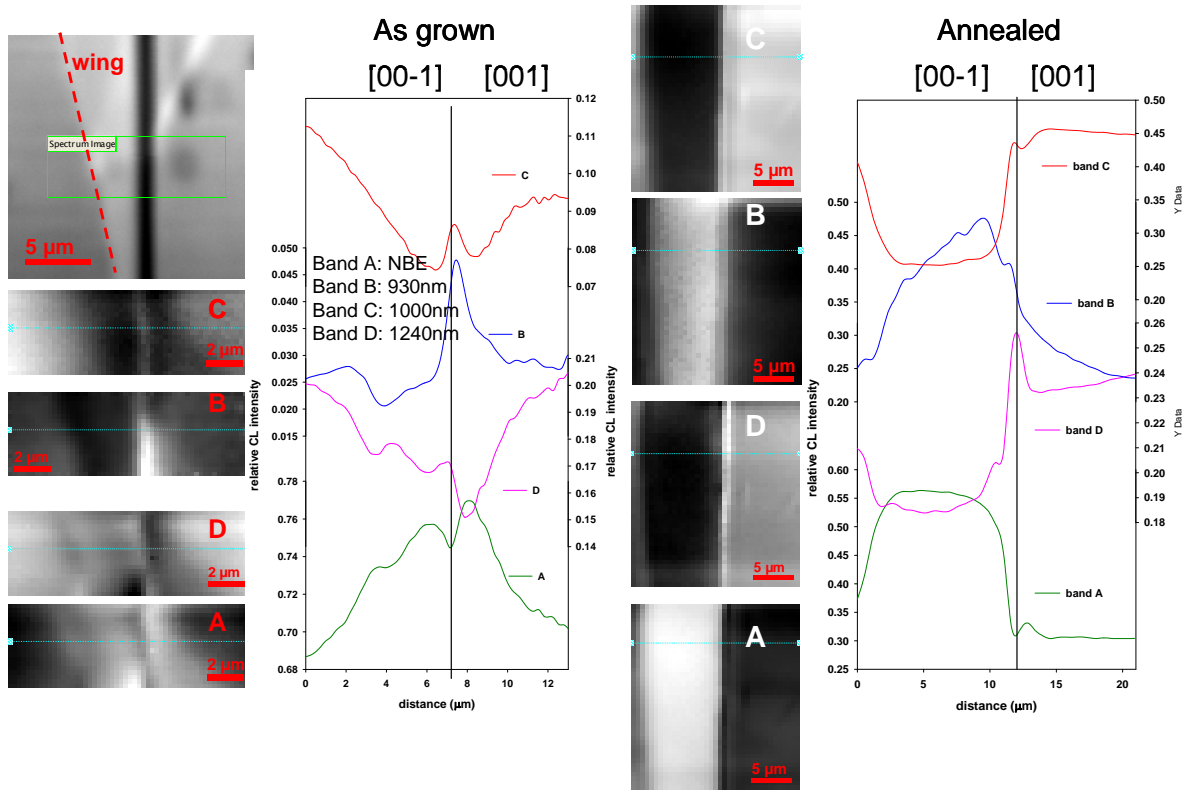 As grown
[00-1] [001]
wing
Spectrum Image
5 µm
C
2 µm
B
2 µm
D
2 µm
A
2 µm
0.12
0.11
0.10
0.09
0.08
0.07
0.21
0.20
0.19
0.18
0.17
0.16
0.15
0.14
0.050
0.045
0.040
0.035
0.030
0.025
0.020
0.015
0.78
0.76
0.74
0.72
0.70
0.68
C
Band A: NBE
Band B: 930nm
Band C: 1000nm
Band D: 1240nm
B
D
A
relative CL intensity
relative CL intensity
0 2 4 6 8 10 12
distance (µm)
C
5 µm
B
5 µm
D
5 µm
A
5 µm
Annealed
[00-1] [001]
0.50
0.45
0.40
0.35
0.30
0.25
0.20
0.26
0.25
0.24
0.23
0.22
0.21
0.20
0.19
0.18
0.50
0.45
0.40
0.35
0.30
0.25
0.20
0.60
0.55
0.50
0.45
0.40
0.35
0.30
0.25
band C
band B
band D
band A
Y Data
Y Data
relative CL intensity
0 5 10 15 20
distance (µm)